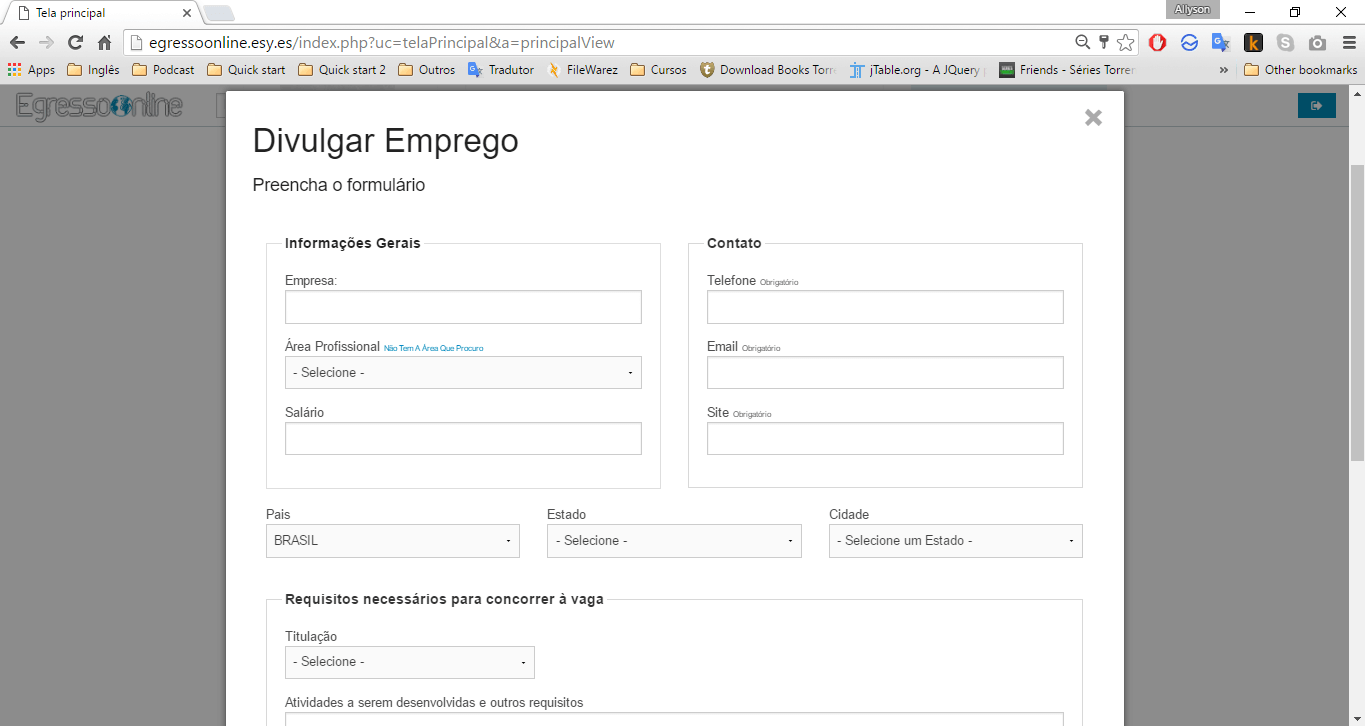 Tela principal
Allyson
egressoonline.esy.es/index.php?uc=telaPrincipal&a=principalView
Apps Inglês Podcast Quick start Quick start 2 Outros Tradutor FileWarez Cursos Download Books Torr jTable.org - A JQuery Friends - Séries Torrer » Other bookmarks
EgressoOnline
Divulgar Emprego
Preencha o formulário
Informações Gerais
Empresa:
Área Profissional Não Tem A Área Que Procuro
- Selecione -
Salário
Contato
Telefone Obrigatório
Email Obrigatório
Site Obrigatório
Pais Estado Cidade
BRASIL - Selecione - - Selecione um Estado -
Requisitos necessários para concorrer à vaga
Titulação
- Selecione -
Atividades a serem desenvolvidas e outros requisitos